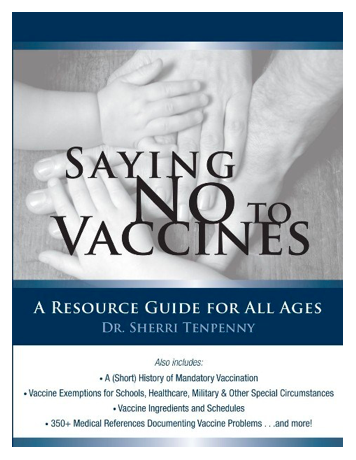 SAYING
NO TO
VACCINES
A RESOURCE GUIDE FOR ALL AGES
DR. SHERRI TENPENNY
Also includes:
• A (Short) History of Mandatory Vaccination
• Vaccine Exemptions for Schools, Healthcare, Military & Other Special Circumstances
• Vaccine Ingredients and Schedules
• 350+ Medical References Documenting Vaccine Problems . . .and more!